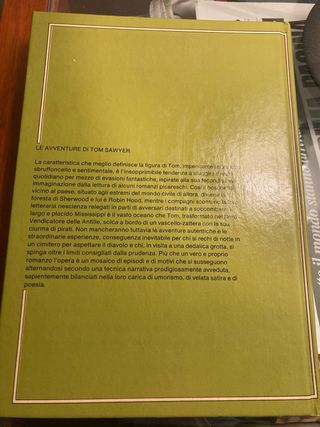 LE AVVENTURE DI TOM SAWYER
La caratteristica che meglio definisce la figura di Tom,
sbruffoncello e sentimentale, è l'insopprimibile tendenza a
quotidiano per mezzo di evasioni fantastiche, ispirate alla sua
immaginazione dalla lettura di alcuni romanzi picareschi. Così il
vicino al paese, situato agli estremi del mondo civile di allora,
foresta di Sherwood e lui è Robin Hood, mentre i compagni
letteraria nescienza relegati in parti di avversari destinati a
largo e placido Mississippi è il vasto oceano che Tom, trasformato nel
Vendicatore delle Antille, solca a bordo di un vascello-zattera con la sua
ciurma di pirati. Non mancheranno tuttavia le avventure autentiche e le
straordinarie esperienze, conseguenza inevitabile per chi si rechi di notte in
un cimitero per aspettare il diavolo e chi, in visita a una dedalica grotta, si
spinga oltre i limiti consigliati dalla prudenza. Più che un vero e proprio
romanzo l'opera è un mosaico di episodi e di motivi che si susseguono
alternandosi secondo una tecnica narrativa prodigiosamente avveduta,
sapientemente bilanciati nella loro carica di umorismo, di velata satira e di
poesia.
tto il mondo siamo